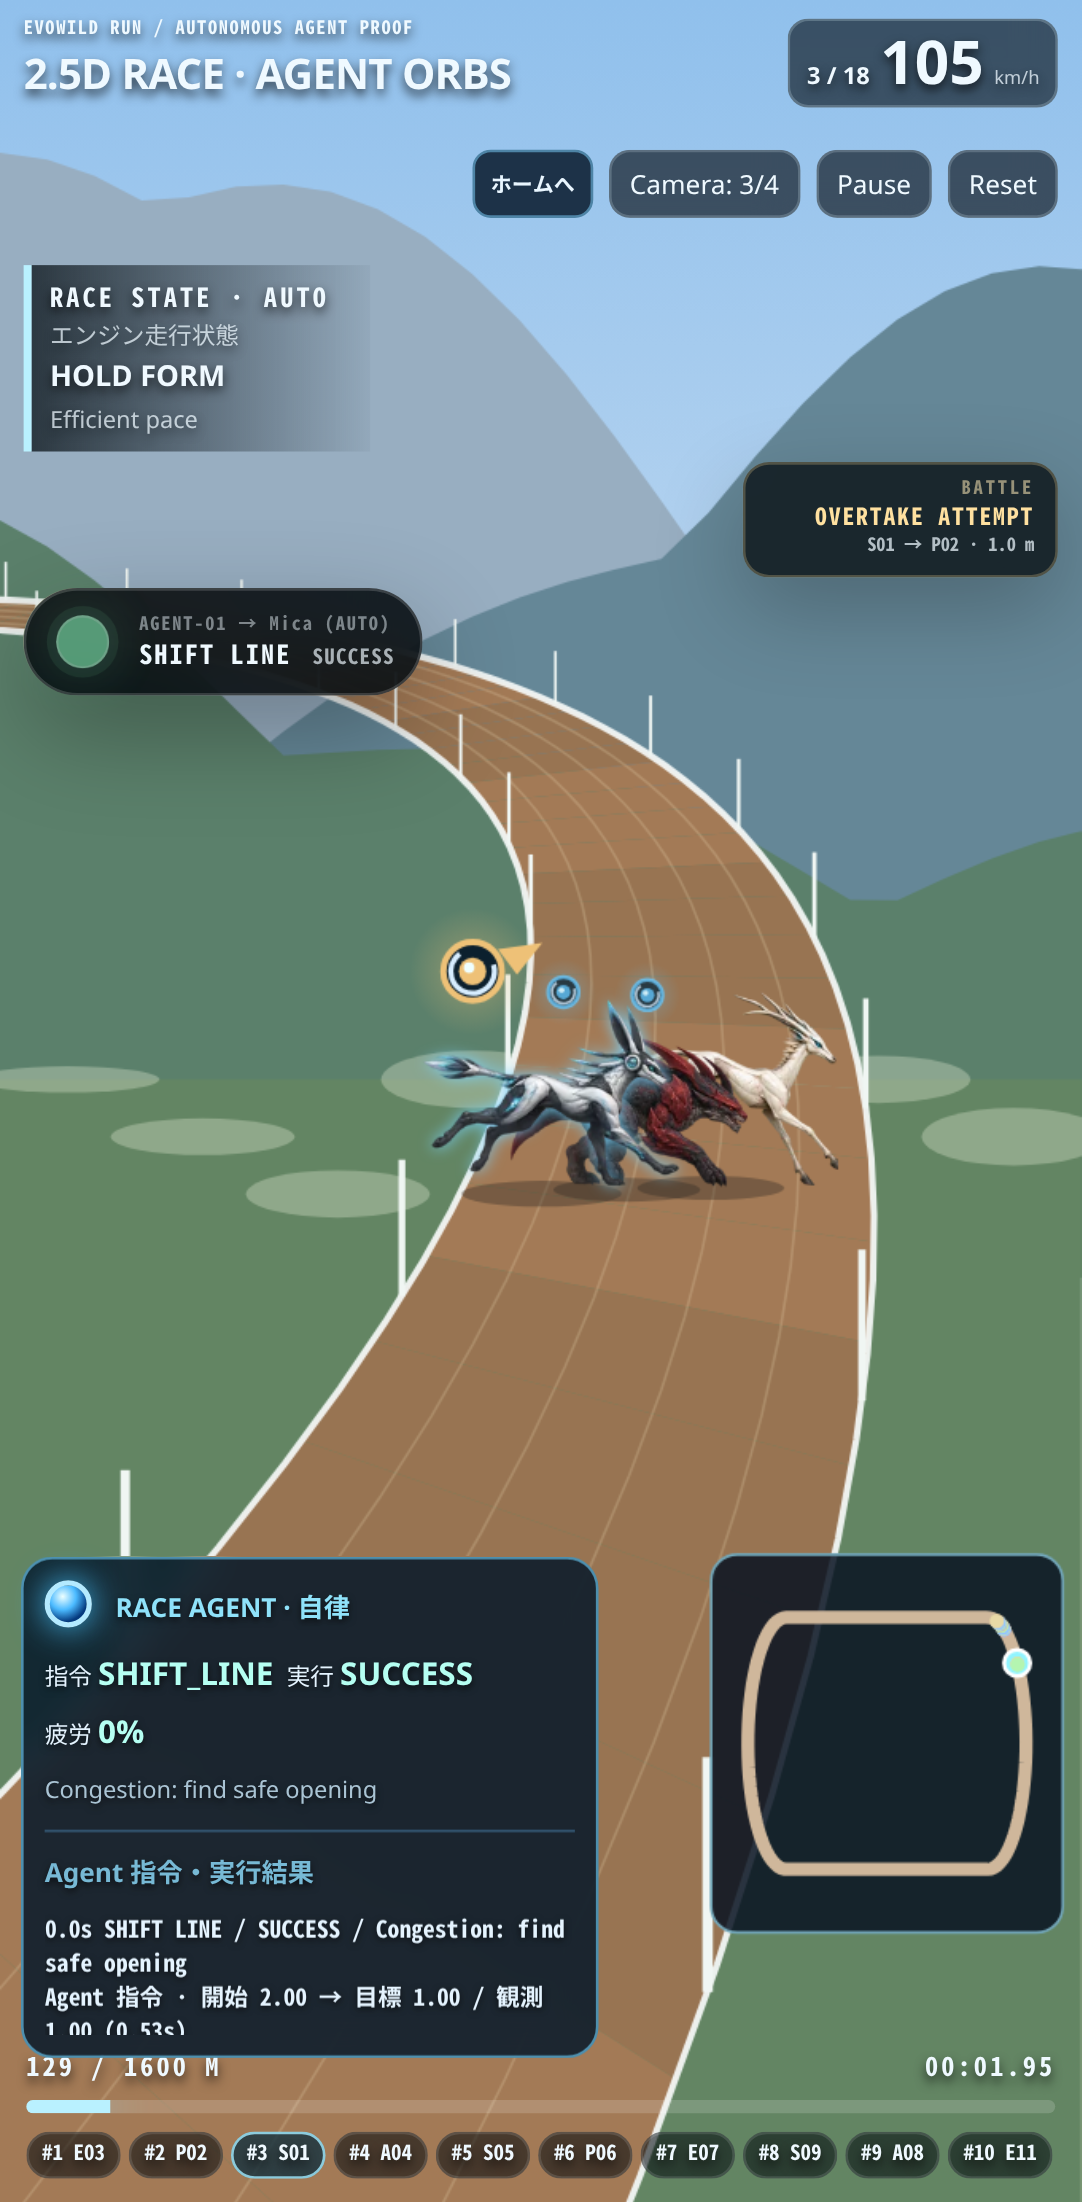 EVOWILD RUN / AUTONOMOUS AGENT PROOF
2.5D RACE · AGENT ORBS
3 / 18 105 km/h
ホームへ
Camera: 3/4
Pause
Reset
RACE STATE · AUTO
エンジン走行状態
HOLD FORM
Efficient pace
BATTLE
OVERTAKE ATTEMPT
S01 → P02 · 1.0 m
AGENT-01 → Mica (AUTO)
SHIFT LINE SUCCESS
RACE AGENT · 自律
指令 SHIFT_LINE 実行 SUCCESS
疲労 0%
Congestion: find safe opening
Agent 指令・実行結果
0.0s SHIFT LINE / SUCCESS / Congestion: find
safe opening
Agent 指令 · 開始 2.00 → 目標 1.00 / 観測
1.00 (0.53s)
129 / 1600 M
00:01.95
#1 E03
#2 P02
#3 S01
#4 A04
#5 S05
#6 P06
#7 E07
#8 S09
#9 A08
#10 E11